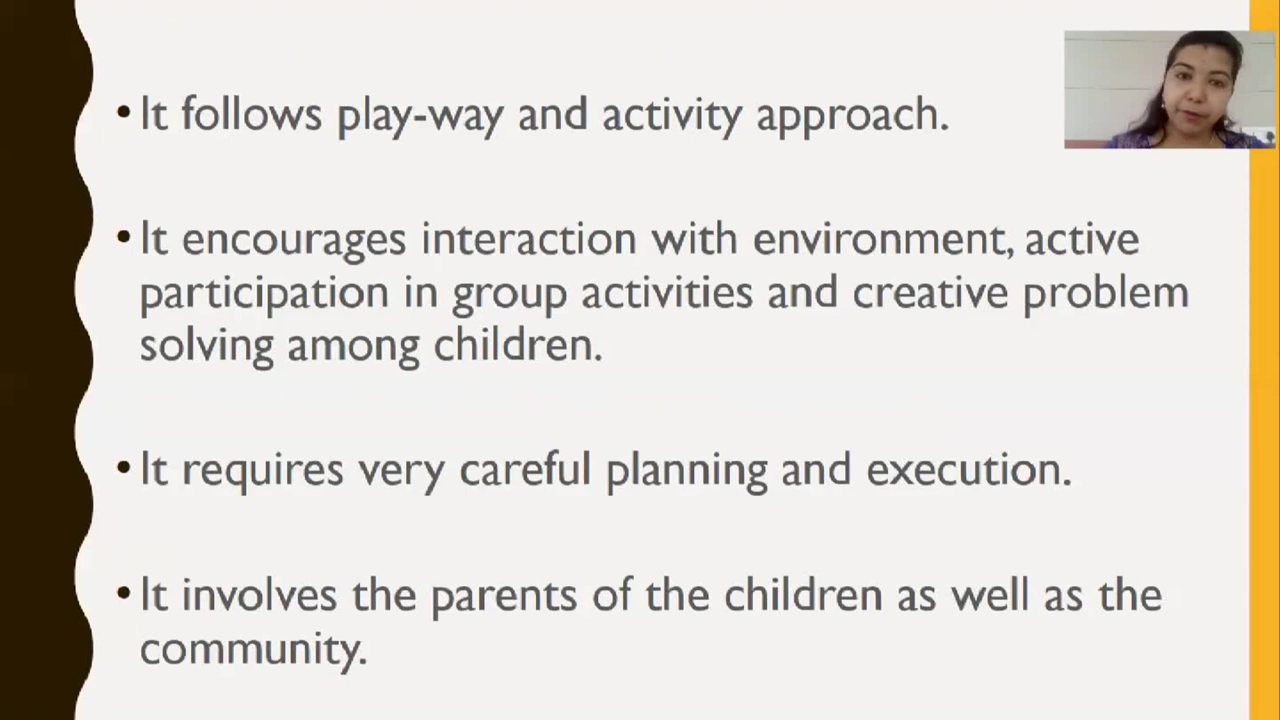 • It follows play-way and activity approach.
• It encourages interaction with environment, active
participation in group activities and creative problem
solving among children.
• It requires very careful planning and execution.
• It involves the parents of the children as well as the
community.